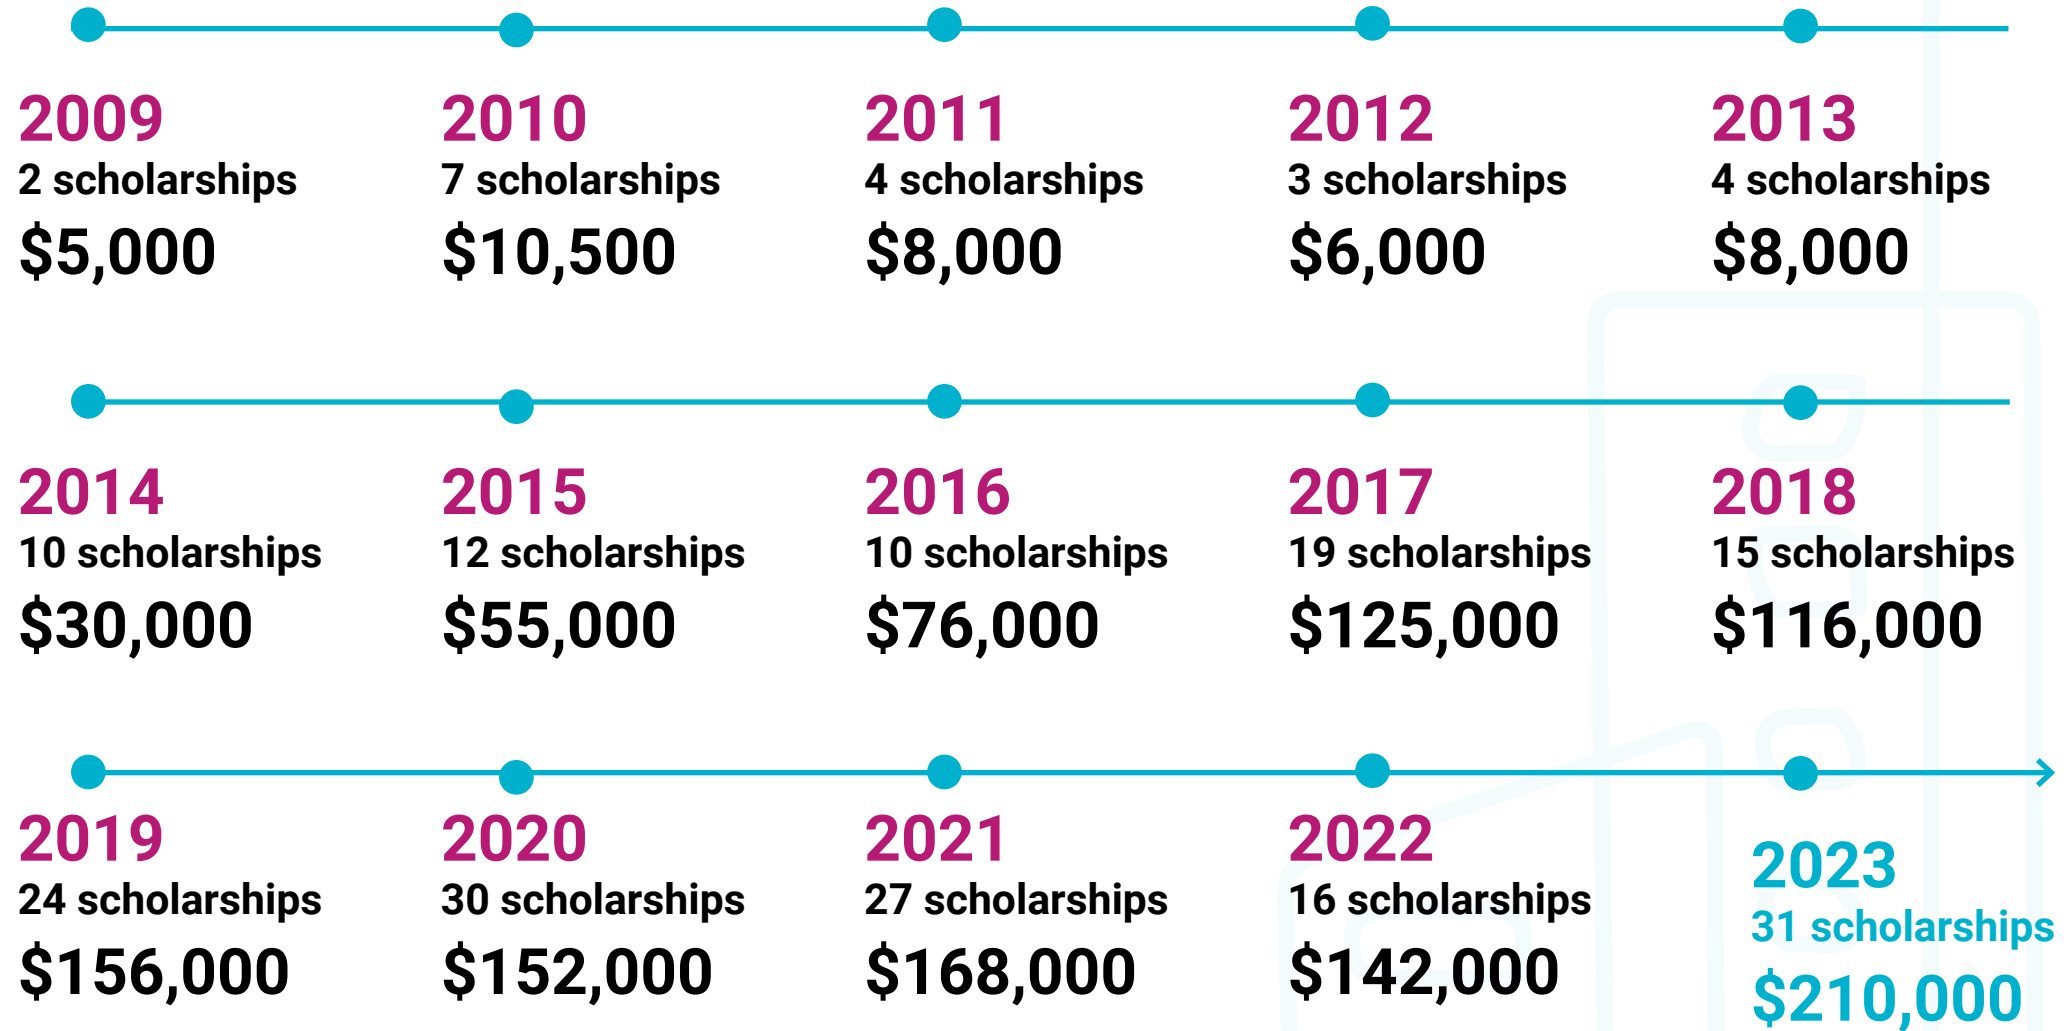 2009
2 scholarships
$5,000
2010
7 scholarships
$10,500
2011
4 scholarships
$8,000
2012
3 scholarships
$6,000
2013
4 scholarships
$8,000
2014
10 scholarships
$30,000
2015
12 scholarships
$55,000
2016
10 scholarships
$76,000
2017
19 scholarships
$125,000
2018
15 scholarships
$116,000
2019
24 scholarships
$156,000
2020
30 scholarships
$152,000
2021
27 scholarships
$168,000
2022
16 scholarships
$142,000
2023
31 scholarships
$210,000